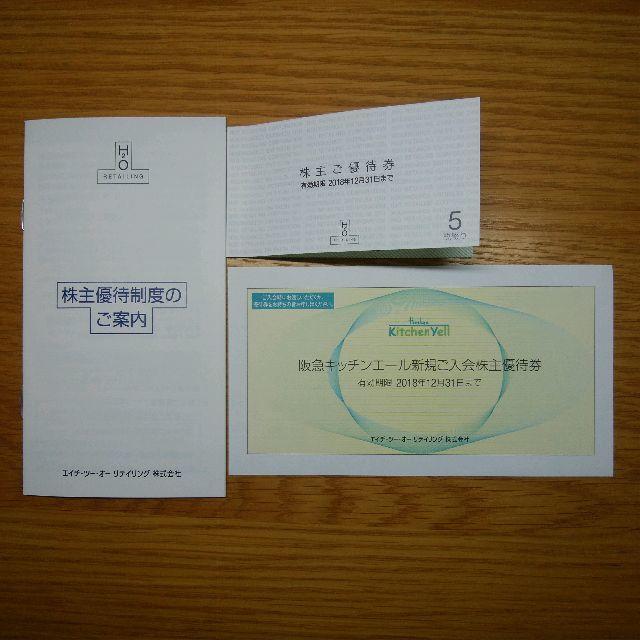 H2O
RETAILING
株主優待制度の
ご案内
エイチ・ツー・オー リテイリング 株式会社
株主ご優待券
有効期限 2018年12月31日まで
H2O
RETAILING
5
Hankyu
Kitchen Yell
阪急キッチンエール新規ご入会株主優待券
有効期限 2018年12月31日まで
エイチ・ツー・オー リテイリング 株式会社